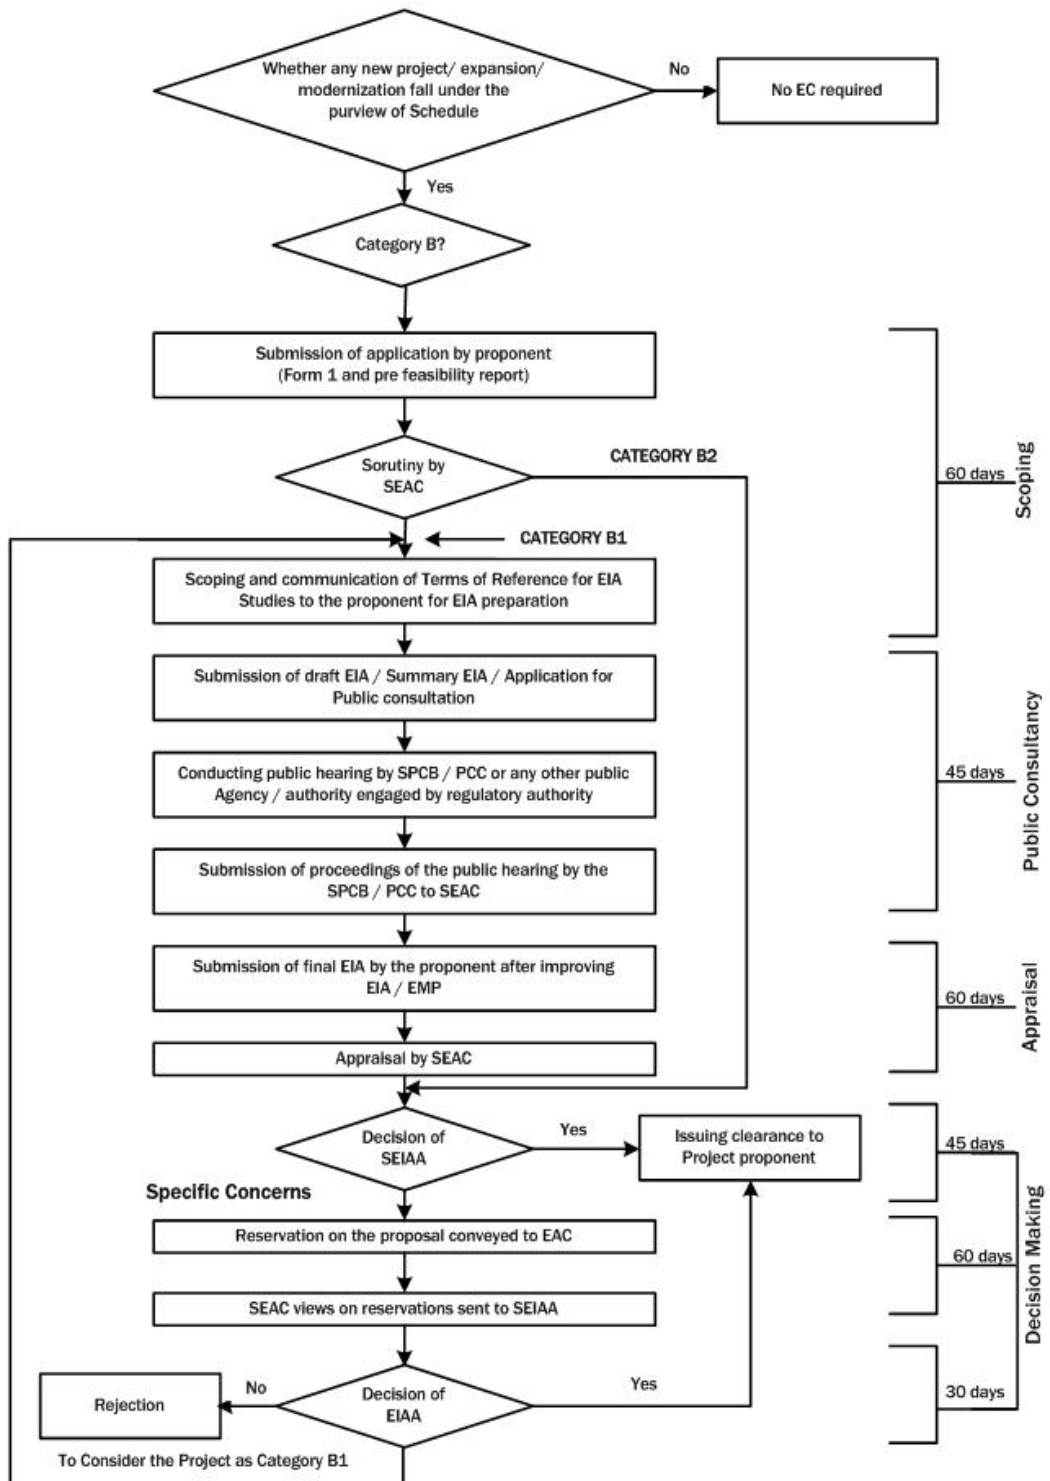 Whether any new project/ expansion/
modernization fall under the
purview of Schedule
No
No EC required
Yes
Category B?
Submission of application by proponent
(Form 1 and pre feasibility report)
Sorutiny by
SEAC
CATEGORY B2
60 days
Scoping
CATEGORY B1
Scoping and communication of Terms of Reference for EIA
Studies to the proponent for EIA preparation
Submission of draft EIA / Summary EIA / Application for
Public consultation
Conducting public hearing by SPCB / PCC or any other public
Agency / authority engaged by regulatory authority
45 days
Public Consultancy
Submission of proceedings of the public hearing by the
SPCB / PCC to SEAC
Submission of final EIA by the proponent after improving
EIA / EMP
60 days
Appraisal
Appraisal by SEAC
Decision of
SEIAA
Yes
Issuing clearance to
Project proponent
45 days
Specific Concerns
Reservation on the proposal conveyed to EAC
60 days
Decision Making
SEAC views on reservations sent to SEIAA
Decision of
EIAA
No
Rejection
Yes
30 days
To Consider the Project as Category B1